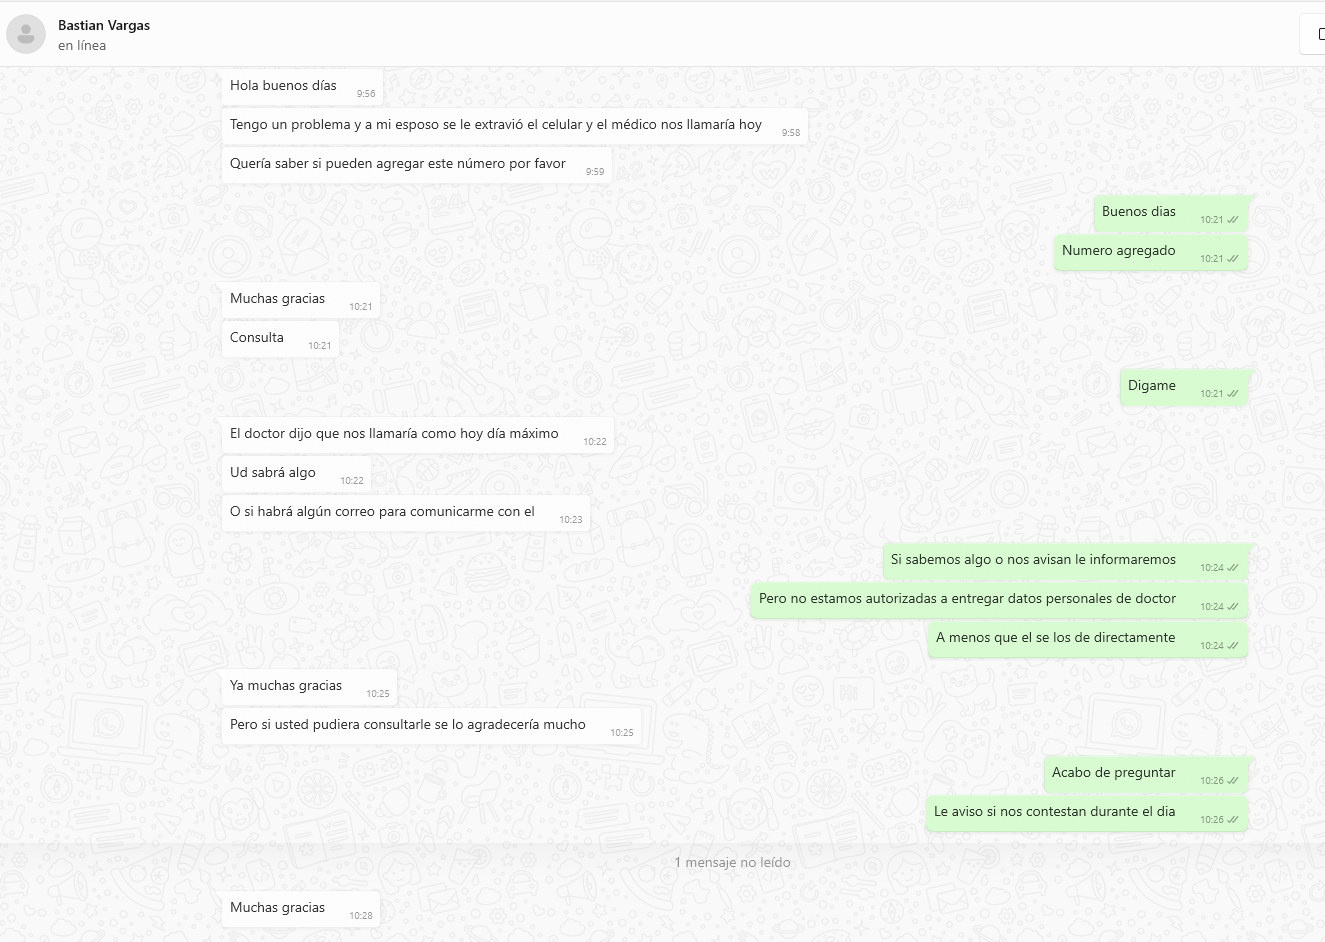 Bastian Vargas
en línea
Hola buenos días 9:56
Tengo un problema y a mi esposo se le extravió el celular y el médico nos llamaría hoy 9:58
Quería saber si pueden agregar este número por favor 9:59
Buenos dias 10:21
Numero agregado 10:21
Muchas gracias 10:21
Consulta 10:21
Digame 10:21
El doctor dijo que nos llamaría como hoy día máximo 10:22
Ud sabrá algo 10:22
O si habrá algún correo para comunicarme con el 10:23
Si sabemos algo o nos avisan le informaremos 10:24
Pero no estamos autorizadas a entregar datos personales de doctor 10:24
A menos que el se los de directamente 10:24
Ya muchas gracias 10:25
Pero si usted pudiera consultarle se lo agradecería mucho 10:25
Acabo de preguntar 10:26
Le aviso si nos contestan durante el dia 10:26
1 mensaje no leído
Muchas gracias 10:28